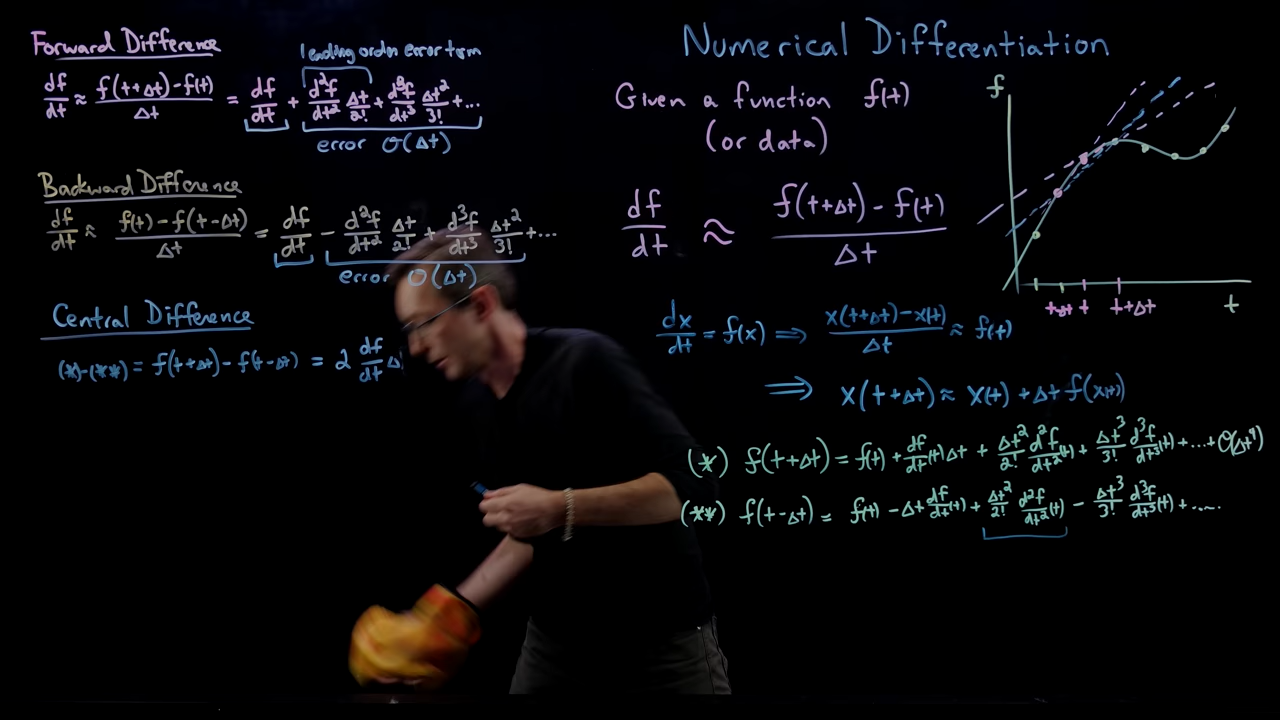 Forward Difference
leading order error term
df/dt ≈ (f(t+Δt)-f(t))/Δt = df/dt + d²f/dt² Δt/2! + d³f/dt³ Δt²/3! + ...
error O(Δt)
Backward Difference
df/dt ≈ (f(t)-f(t-Δt))/Δt = df/dt - d²f/dt² Δt/2! + d³f/dt³ Δt²/3! + ...
error O(Δt)
Central Difference
(*)-(**) = f(t+Δt)-f(t-Δt) = 2 df/dt Δ
Numerical Differentiation
Given a function f(t)
(or data)
df/dt ≈ (f(t+Δt)-f(t))/Δt
f
t-Δt t t+Δt t
dx/dt = f(x) ⇒ (x(t+Δt)-x(t))/Δt ≈ f(t)
⇒ x(t+Δt) ≈ x(t) + Δt f(x(t))
(*) f(t+Δt) = f(t) + df/dt(t) Δt + Δt²/2! d²f/dt²(t) + Δt³/3! d³f/dt³(t) + ... + O(Δt⁴)
(**) f(t-Δt) = f(t) - Δt df/dt(t) + Δt²/2! d²f/dt²(t) - Δt³/3! d³f/dt³(t) + ....